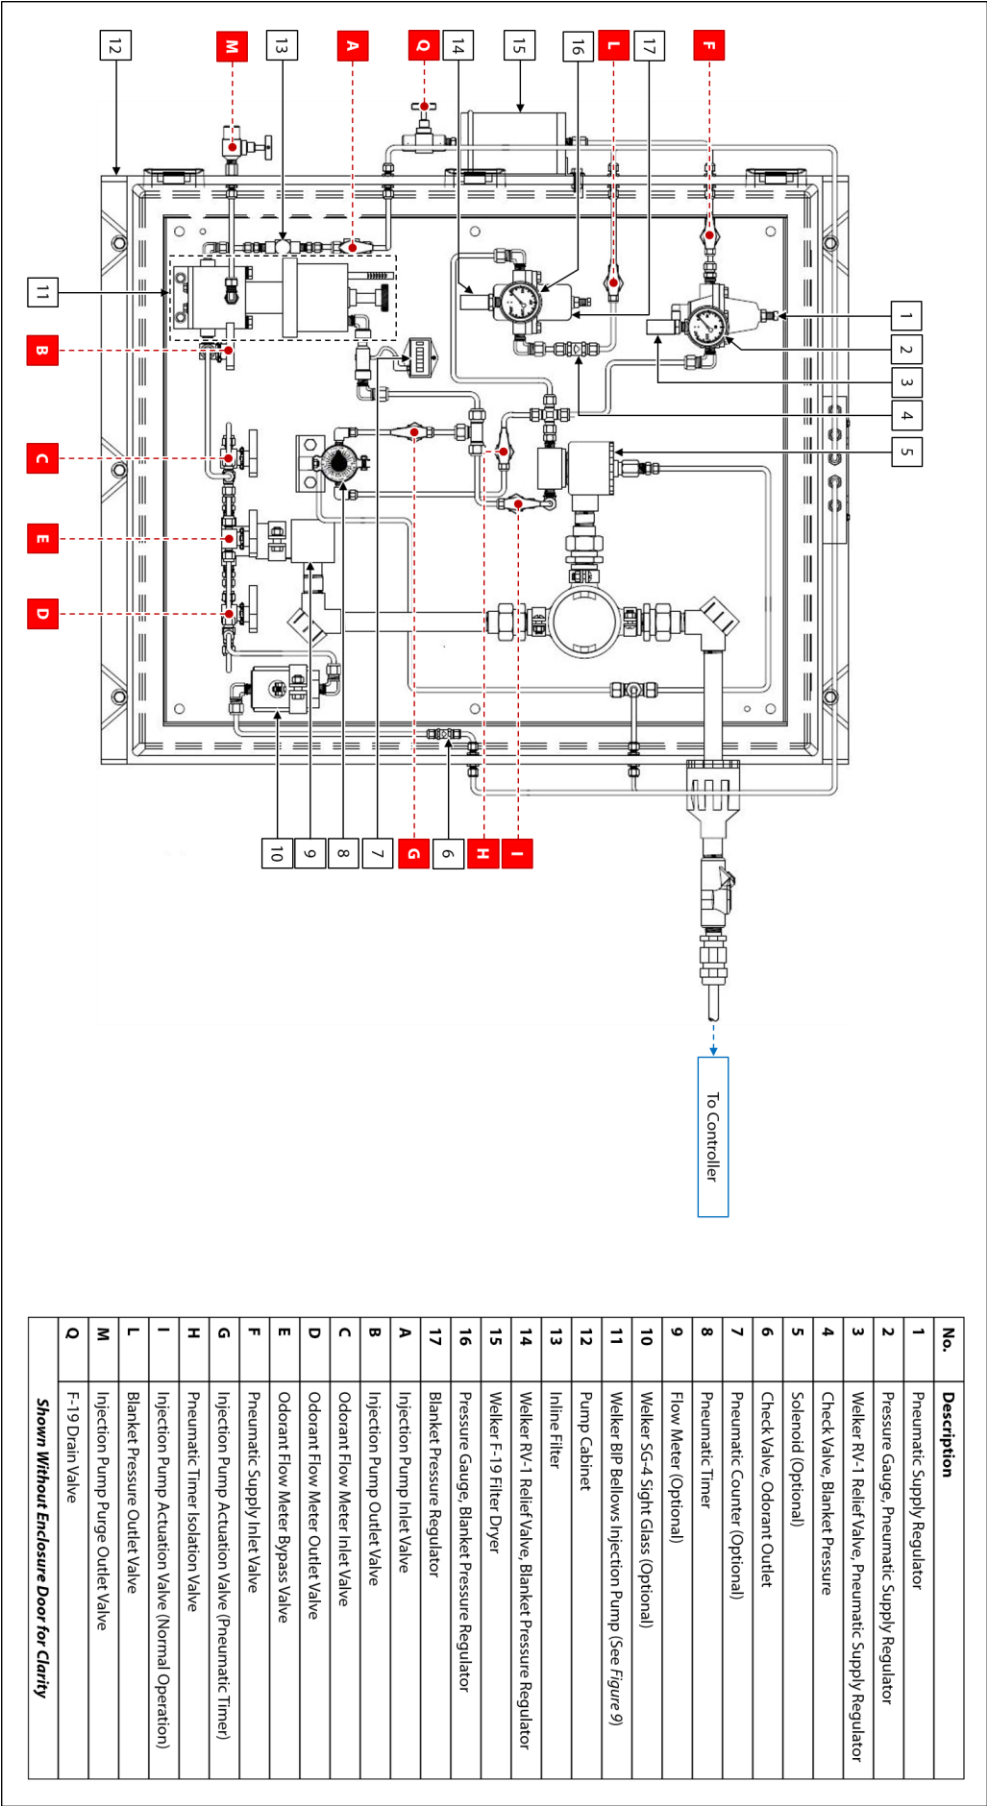 12
M
13
A
Q
14
15
16
L
17
F
11
B
C
E
D
1
2
3
4
5
10
9
8
7
G
6
H
I
To Controller
No. Description
1 Pneumatic Supply Regulator
2 Pressure Gauge, Pneumatic Supply Regulator
3 Welker RV-1 Relief Valve, Pneumatic Supply Regulator
4 Check Valve, Blanket Pressure
5 Solenoid (Optional)
6 Check Valve, Odorant Outlet
7 Pneumatic Counter (Optional)
8 Pneumatic Timer
9 Flow Meter (Optional)
10 Welker SG-4 Sight Glass (Optional)
11 Welker BIP Bellows Injection Pump (See Figure 9)
12 Pump Cabinet
13 Inline Filter
14 Welker RV-1 Relief Valve, Blanket Pressure Regulator
15 Welker F-19 Filter Dryer
16 Pressure Gauge, Blanket Pressure Regulator
17 Blanket Pressure Regulator
A Injection Pump Inlet Valve
B Injection Pump Outlet Valve
C Odorant Flow Meter Inlet Valve
D Odorant Flow Meter Outlet Valve
E Odorant Flow Meter Bypass Valve
F Pneumatic Supply Inlet Valve
G Injection Pump Actuation Valve (Pneumatic Timer)
H Pneumatic Timer Isolation Valve
I Injection Pump Actuation Valve (Normal Operation)
L Blanket Pressure Outlet Valve
M Injection Pump Purge Outlet Valve
Q F-19 Drain Valve
Shown Without Enclosure Door for Clarity